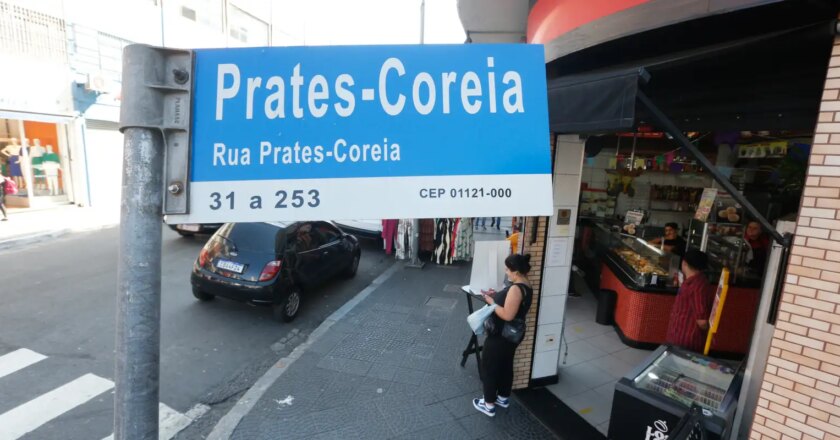 Prates-Coreia
Rua Prates-Coreia
31 a 253
CEP 01121-000